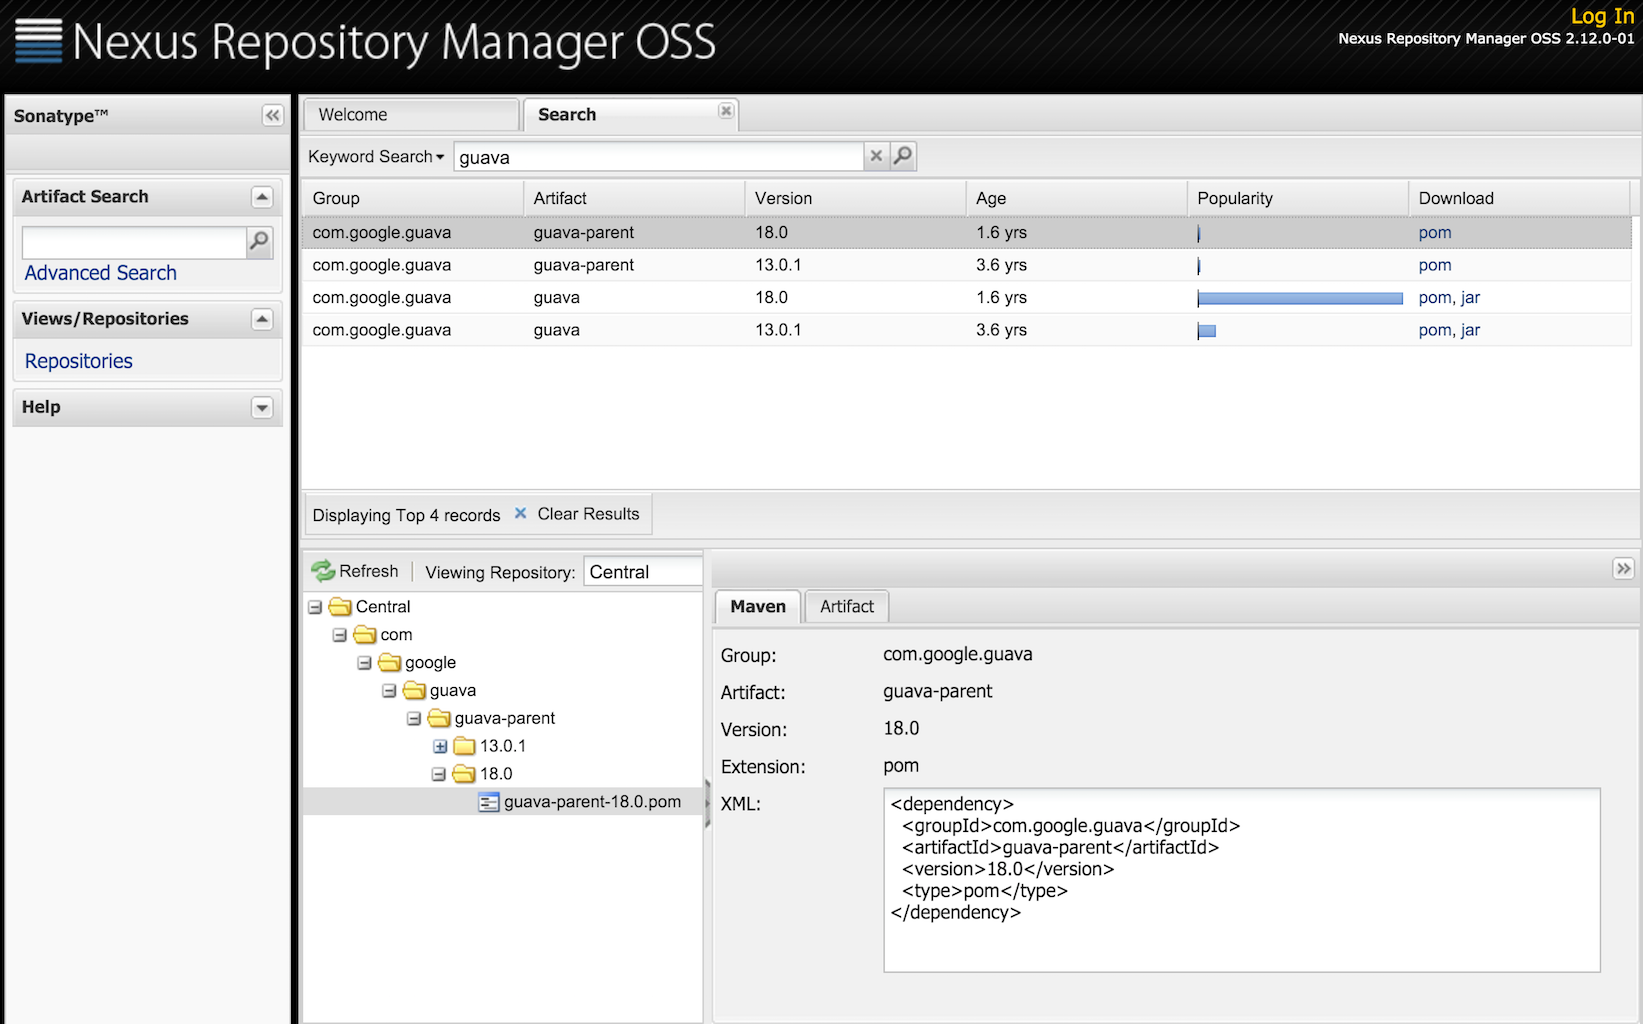 Log In
Nexus Repository Manager OSS
Nexus Repository Manager OSS 2.12.0-01
Sonatype™
Artifact Search
Advanced Search
Views/Repositories
Repositories
Help
Welcome
Search
Keyword Search
guava
Group Artifact Version Age Popularity Download
com.google.guava guava-parent 18.0 1.6 yrs pom
com.google.guava guava-parent 13.0.1 3.6 yrs pom
com.google.guava guava 18.0 1.6 yrs pom, jar
com.google.guava guava 13.0.1 3.6 yrs pom, jar
Displaying Top 4 records Clear Results
Refresh Viewing Repository: Central
Central
com
google
guava
guava-parent
13.0.1
18.0
guava-parent-18.0.pom
Maven
Artifact
Group: com.google.guava
Artifact: guava-parent
Version: 18.0
Extension: pom
XML:
<dependency>
<groupId>com.google.guava</groupId>
<artifactId>guava-parent</artifactId>
<version>18.0</version>
<type>pom</type>
</dependency>